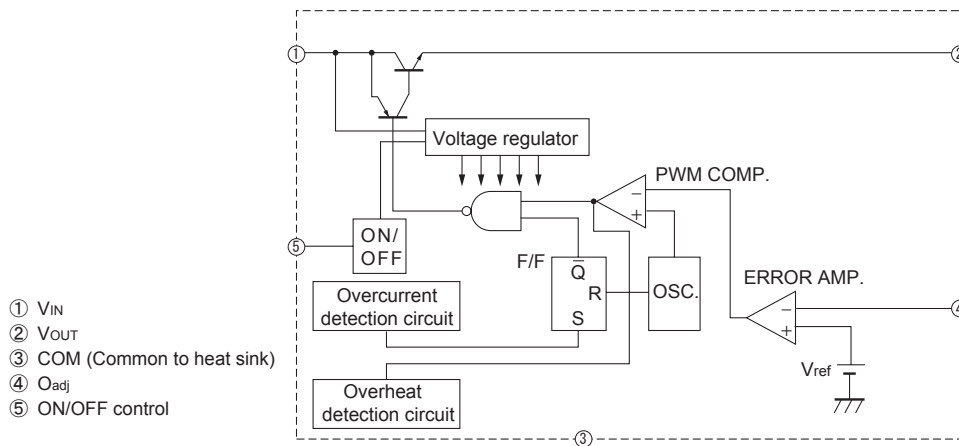 ①
②
Voltage regulator
PWM COMP.
−
+
⑤
ON/
OFF
F/F
Q̅
R
S
OSC.
ERROR AMP.
−
+
④
Vref
Overcurrent
detection circuit
Overheat
detection circuit
③
① VIN
② VOUT
③ COM (Common to heat sink)
④ Oadj
⑤ ON/OFF control